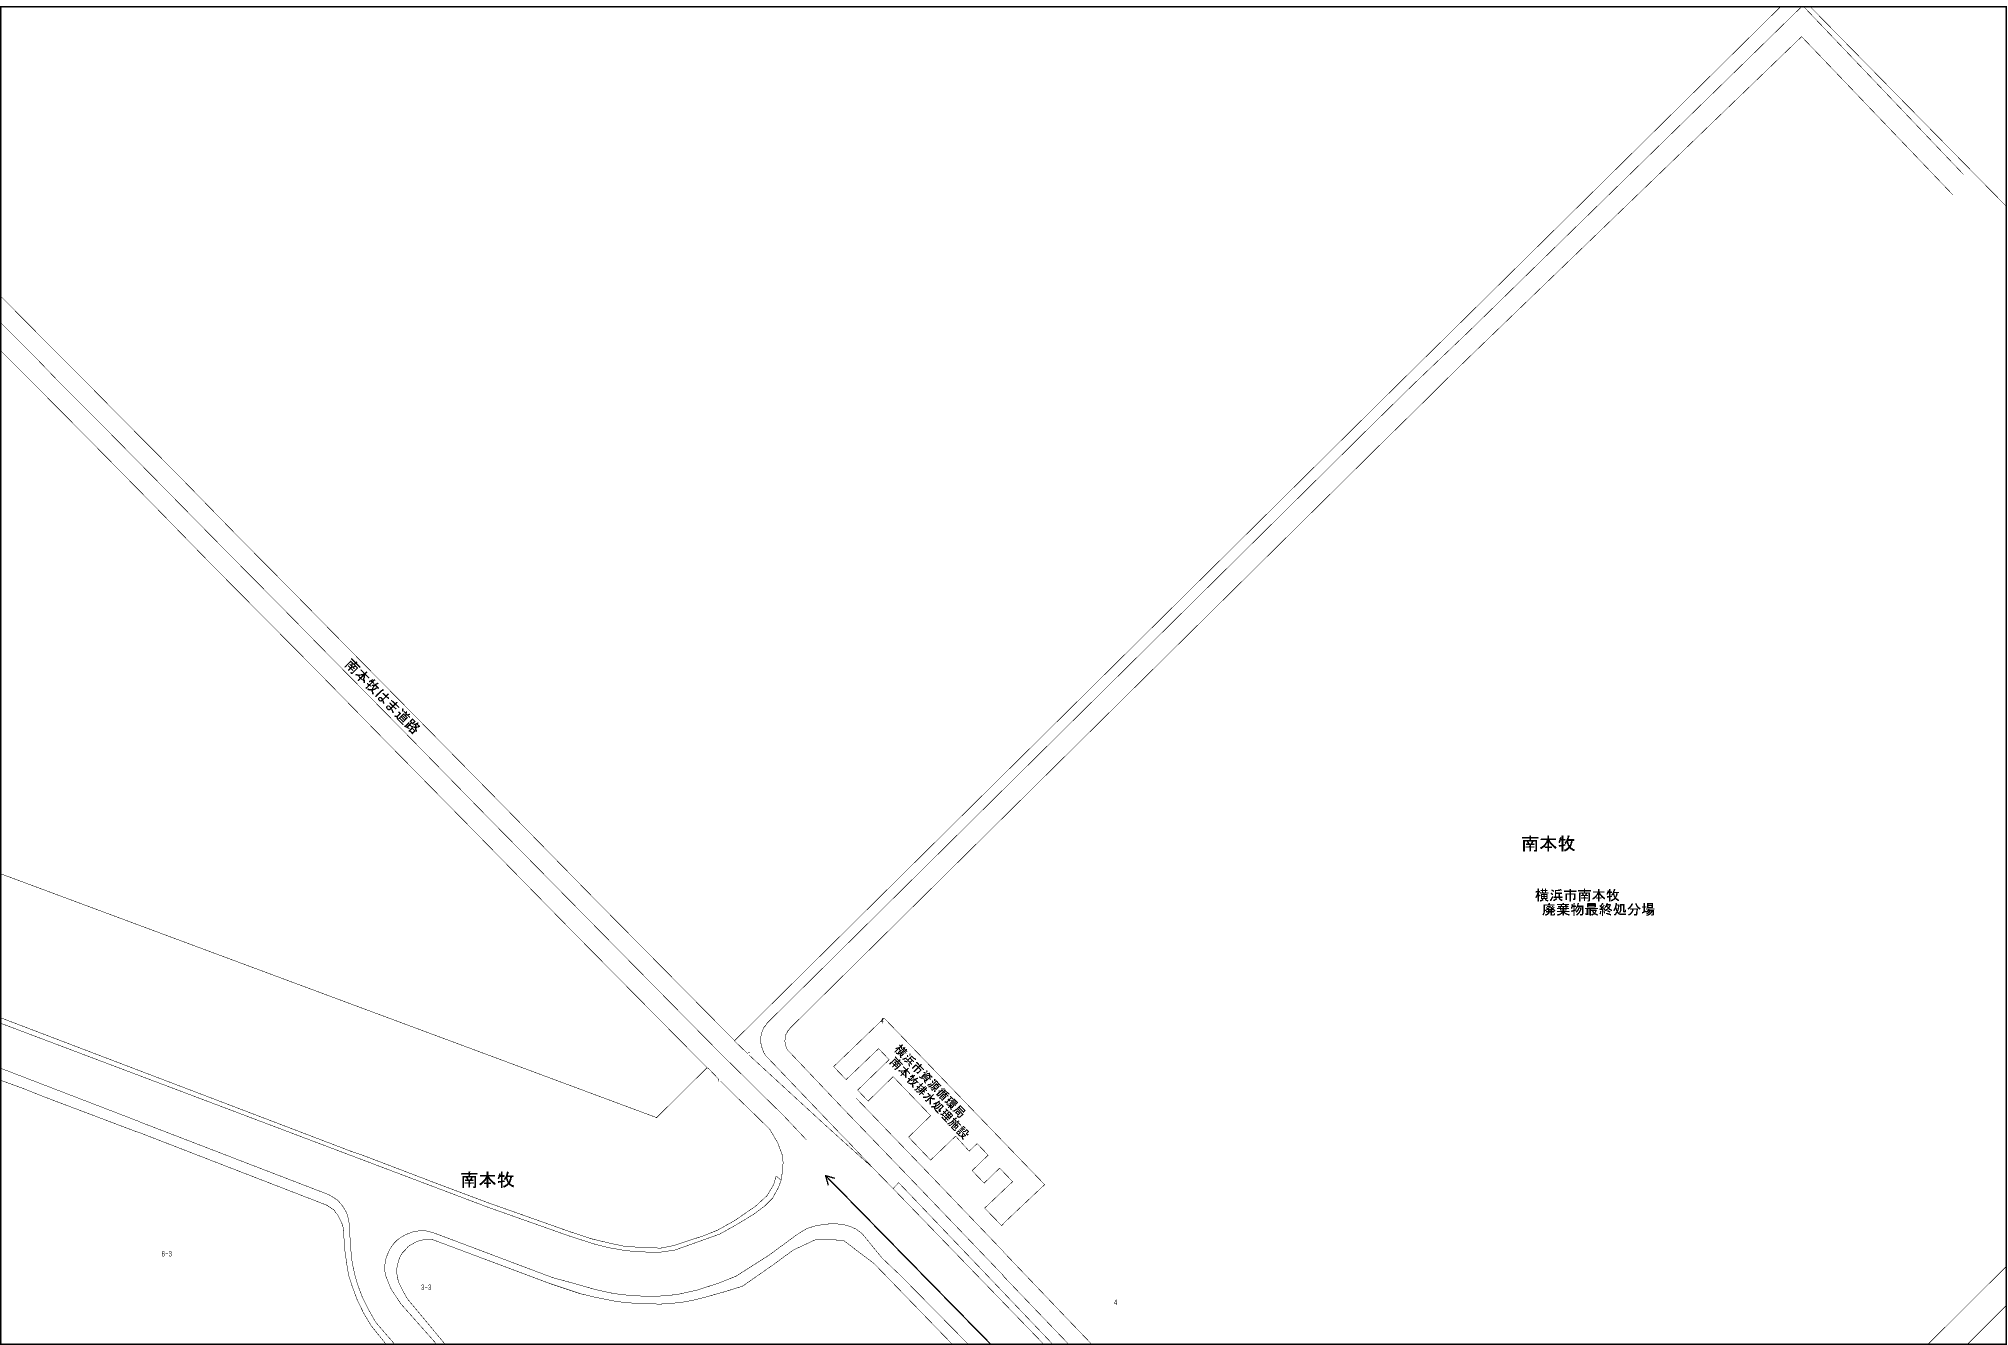 南本牧はま道路
南本牧
横浜市南本牧
廃棄物最終処分場
横浜市資源循環局
南本牧排水処理施設
南本牧
6-3
3-3
4